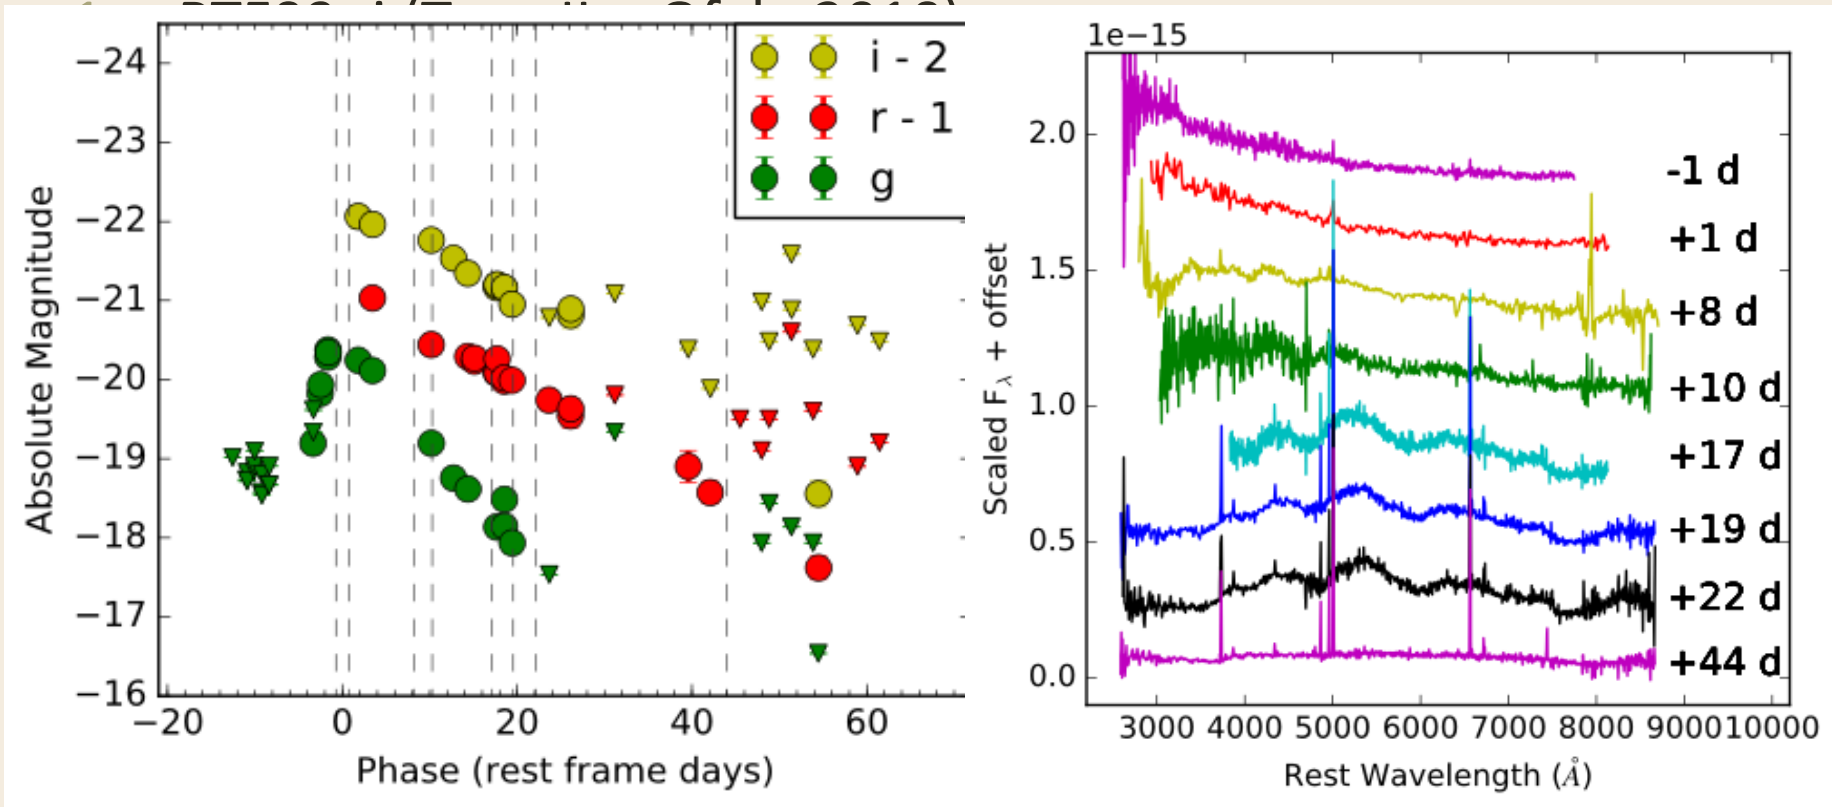 −24
−23
−22
−21
−20
−19
−18
−17
−16
Absolute Magnitude
i - 2
r - 1
g
−20 0 20 40 60
Phase (rest frame days)
1e−15
2.0
1.5
1.0
0.5
0.0
Scaled Fλ + offset
-1 d
+1 d
+8 d
+10 d
+17 d
+19 d
+22 d
+44 d
3000 4000 5000 6000 7000 8000 9000 10000
Rest Wavelength (Å)